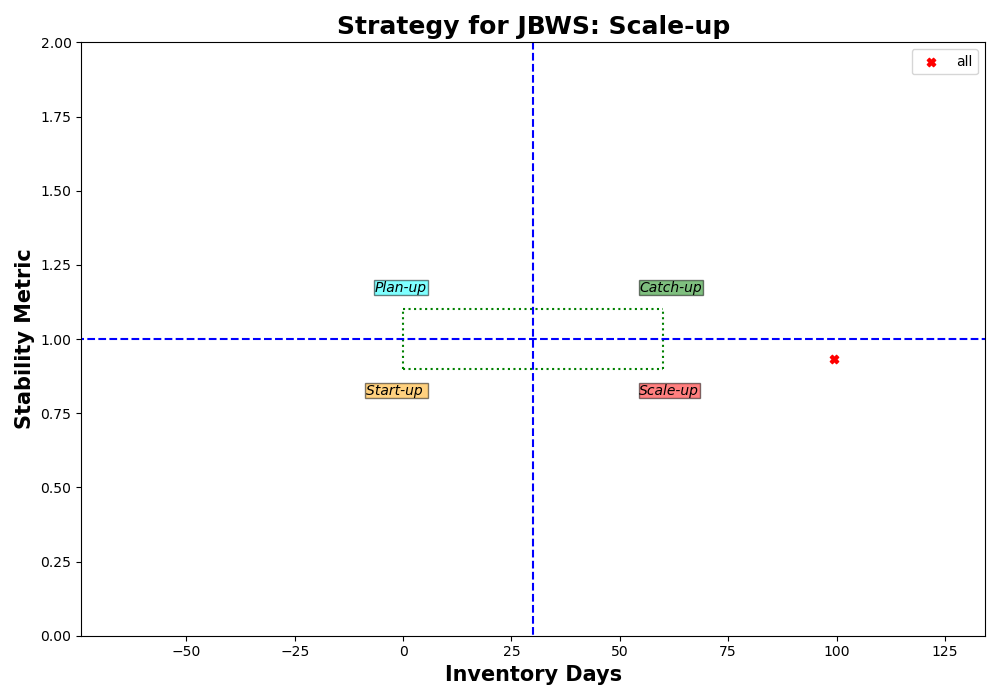 Strategy for JBWS: Scale-up
2.00
all
1.75
1.50
1.25
Plan-up
Catch-up
1.00
Start-up
Scale-up
0.75
0.50
0.25
0.00
−50
−25
0
25
50
75
100
125
Inventory Days
Stability Metric